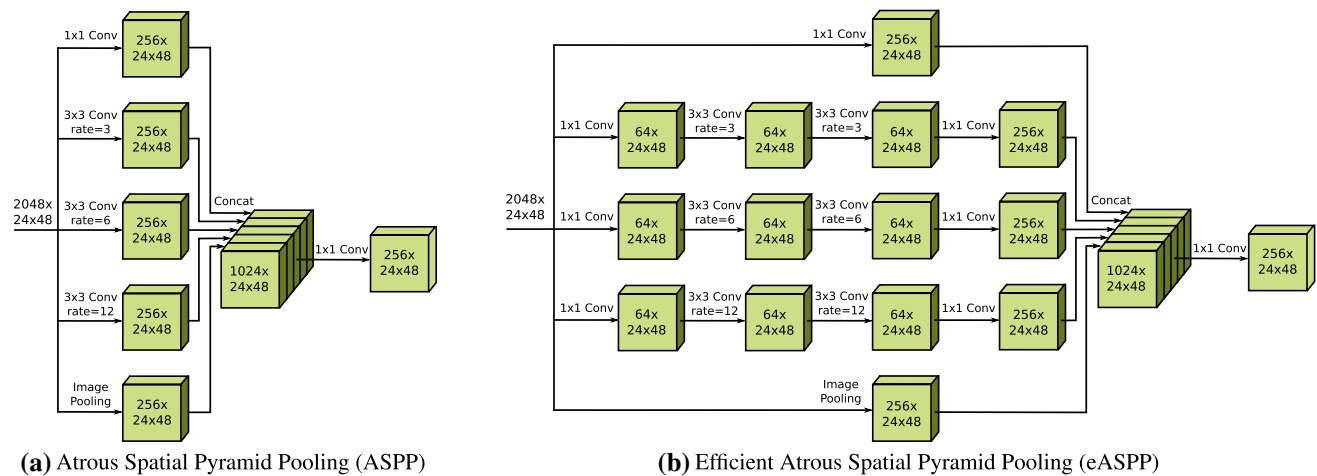 1x1 Conv
256x
24x48
3x3 Conv
rate=3
256x
24x48
2048x
24x48
3x3 Conv
rate=6
256x
24x48
Concat
3x3 Conv
rate=12
256x
24x48
1024x
24x48
1x1 Conv
256x
24x48
Image
Pooling
256x
24x48
(a) Atrous Spatial Pyramid Pooling (ASPP)
1x1 Conv
256x
24x48
1x1 Conv
64x
24x48
3x3 Conv
rate=3
64x
24x48
3x3 Conv
rate=3
64x
24x48
1x1 Conv
256x
24x48
2048x
24x48
1x1 Conv
64x
24x48
3x3 Conv
rate=6
64x
24x48
3x3 Conv
rate=6
64x
24x48
1x1 Conv
256x
24x48
Concat
1x1 Conv
64x
24x48
3x3 Conv
rate=12
64x
24x48
3x3 Conv
rate=12
64x
24x48
1x1 Conv
256x
24x48
1024x
24x48
1x1 Conv
256x
24x48
Image
Pooling
256x
24x48
(b) Efficient Atrous Spatial Pyramid Pooling (eASPP)